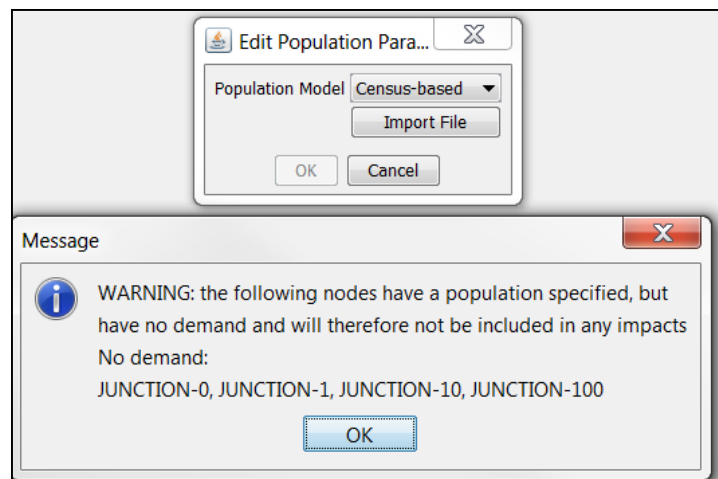 Edit Population Para...
Population Model Census-based
Import File
OK Cancel
Message
WARNING: the following nodes have a population specified, but
have no demand and will therefore not be included in any impacts
No demand:
JUNCTION-0, JUNCTION-1, JUNCTION-10, JUNCTION-100
OK